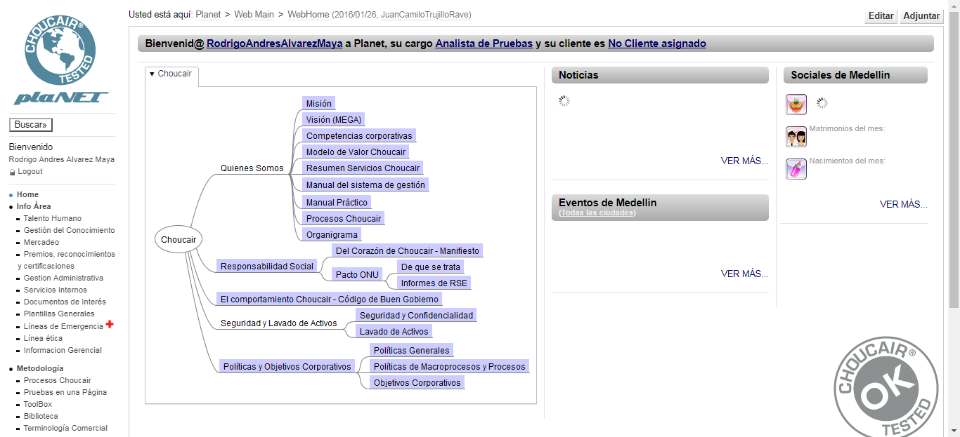 Usted está aquí: Planet > Web Main > WebHome (2016/01/26, JuanCamiloTrujilloRave)
Editar Adjuntar
CHOUCAIR®
TESTED
plaNET
Buscar»
Bienvenido
Rodrigo Andres Alvarez Maya
Logout
Home
Info Área
Talento Humano
Gestión del Conocimiento
Mercadeo
Premios, reconocimientos
y certificaciones
Gestion Administrativa
Servicios Internos
Documentos de Interés
Plantillas Generales
Líneas de Emergencia
Línea ética
Informacion Gerencial
Metodología
Procesos Choucair
Pruebas en una Página
ToolBox
Biblioteca
Terminología Comercial
Bienvenid@ RodrigoAndresAlvarezMaya a Planet, su cargo Analista de Pruebas y su cliente es No Cliente asignado
▾ Choucair
Choucair
Quienes Somos
Misión
Visión (MEGA)
Competencias corporativas
Modelo de Valor Choucair
Resumen Servicios Choucair
Manual del sistema de gestión
Manual Práctico
Procesos Choucair
Organigrama
Responsabilidad Social
Del Corazón de Choucair - Manifiesto
Pacto ONU
De que se trata
Informes de RSE
El comportamiento Choucair - Código de Buen Gobierno
Seguridad y Lavado de Activos
Seguridad y Confidencialidad
Lavado de Activos
Políticas y Objetivos Corporativos
Políticas Generales
Políticas de Macroprocesos y Procesos
Objetivos Corporativos
Noticias
VER MÁS...
Eventos de Medellin
(Todas las ciudades)
VER MÁS...
Sociales de Medellín
Matrimonios del mes:
Nacimientos del mes:
VER MÁS...
CHOUCAIR®
OK
TESTED